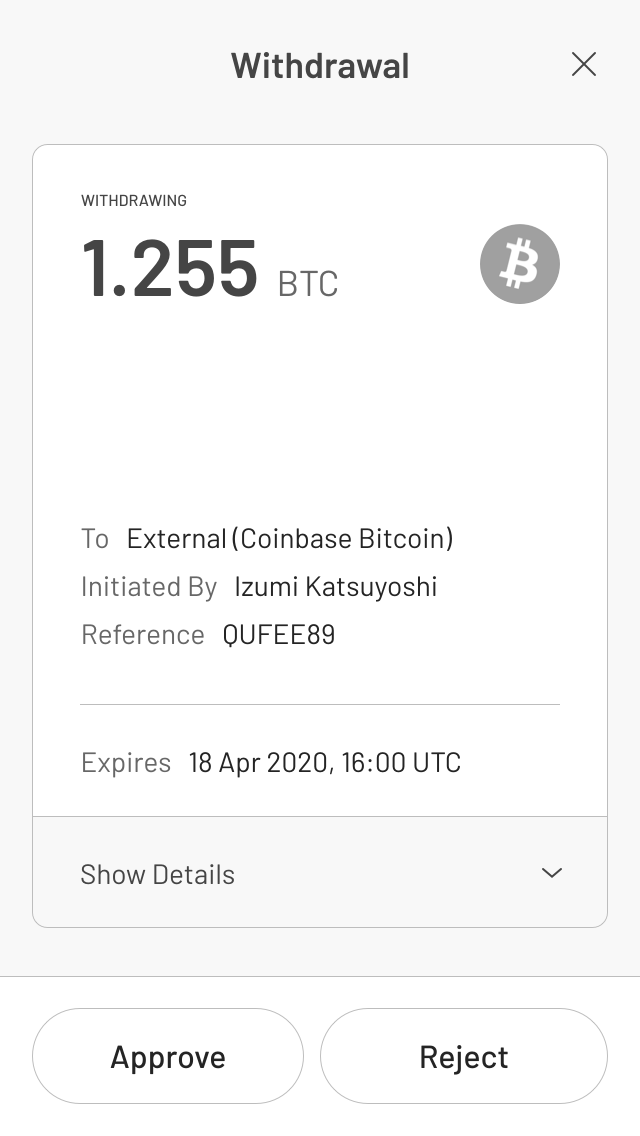 Withdrawal
WITHDRAWING
1.255 BTC
To External (Coinbase Bitcoin)
Initiated By Izumi Katsuyoshi
Reference QUFEE89
Expires 18 Apr 2020, 16:00 UTC
Show Details
Approve Reject